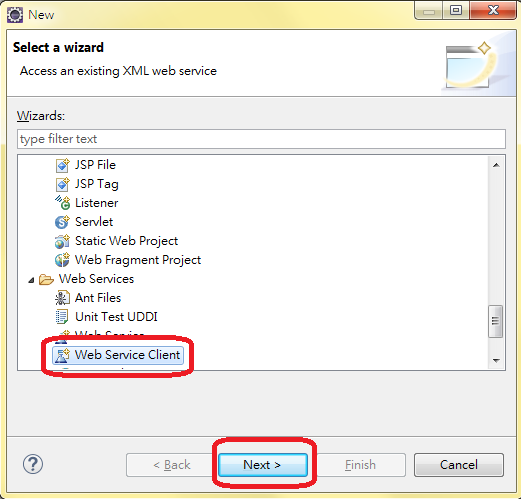 New
Select a wizard
Access an existing XML web service
Wizards:
type filter text
JSP File
JSP Tag
Listener
Servlet
Static Web Project
Web Fragment Project
Web Services
Ant Files
Unit Test UDDI
Web Service
Web Service Client
?
< Back
Next >
Finish
Cancel